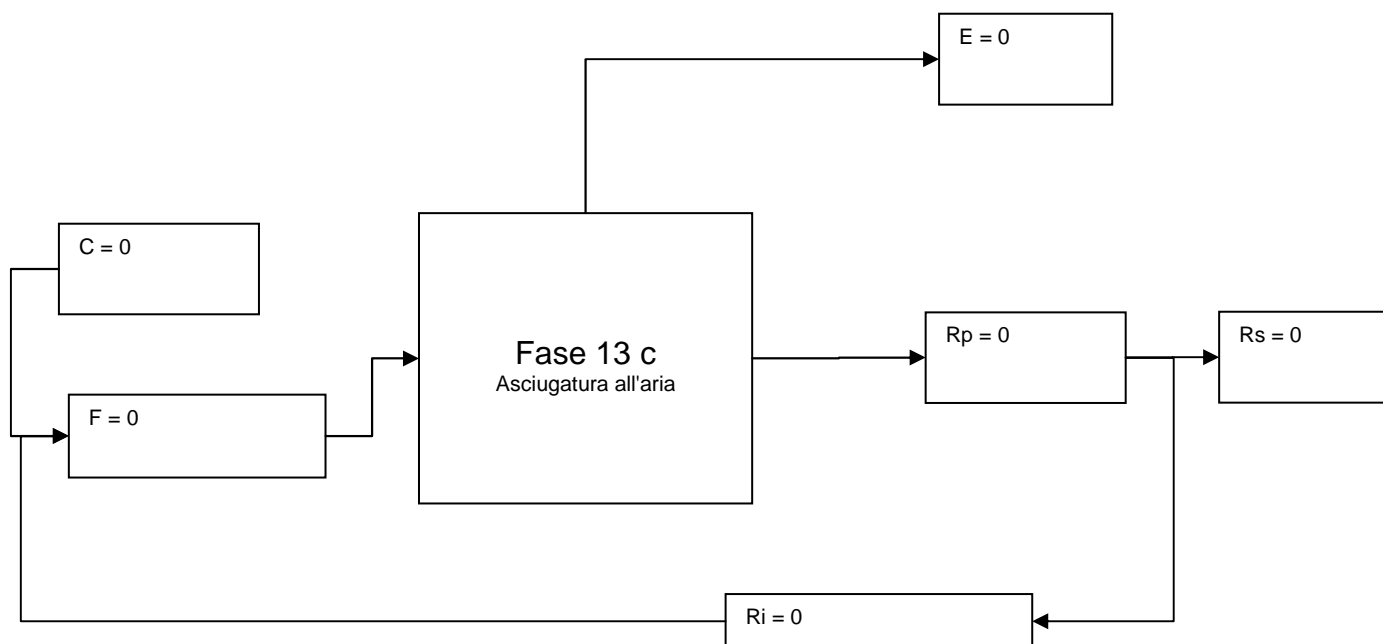 E = 0
C = 0
Fase 13 c
Asciugatura all'aria
Rp = 0
Rs = 0
F = 0
Ri = 0